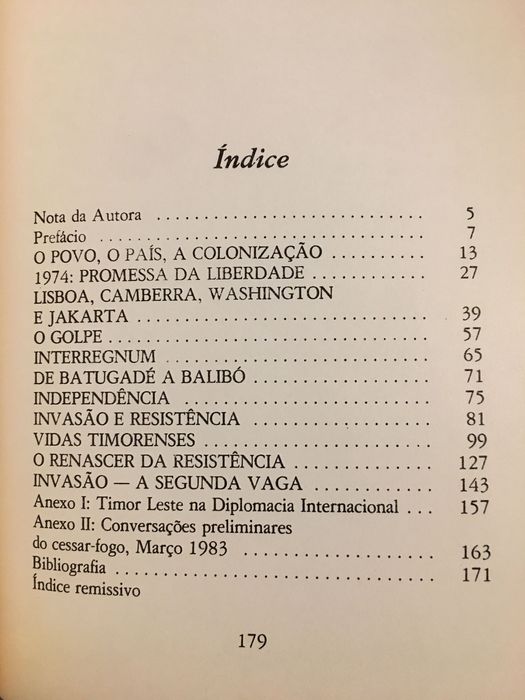 Índice
Nota da Autora ............................ 5
Prefácio ................................. 7
O POVO, O PAÍS, A COLONIZAÇÃO .......... 13
1974: PROMESSA DA LIBERDADE ............ 27
LISBOA, CAMBERRA, WASHINGTON
E JAKARTA .............................. 39
O GOLPE ................................ 57
INTERREGNUM ............................ 65
DE BATUGADÉ A BALIBÓ ................... 71
INDEPENDÊNCIA .......................... 75
INVASÃO E RESISTÊNCIA .................. 81
VIDAS TIMORENSES ....................... 99
O RENASCER DA RESISTÊNCIA .............. 127
INVASÃO — A SEGUNDA VAGA ............... 143
Anexo I: Timor Leste na Diplomacia Internacional ... 157
Anexo II: Conversações preliminares
do cessar-fogo, Março 1983 .................. 163
Bibliografia ............................... 171
Índice remissivo
179